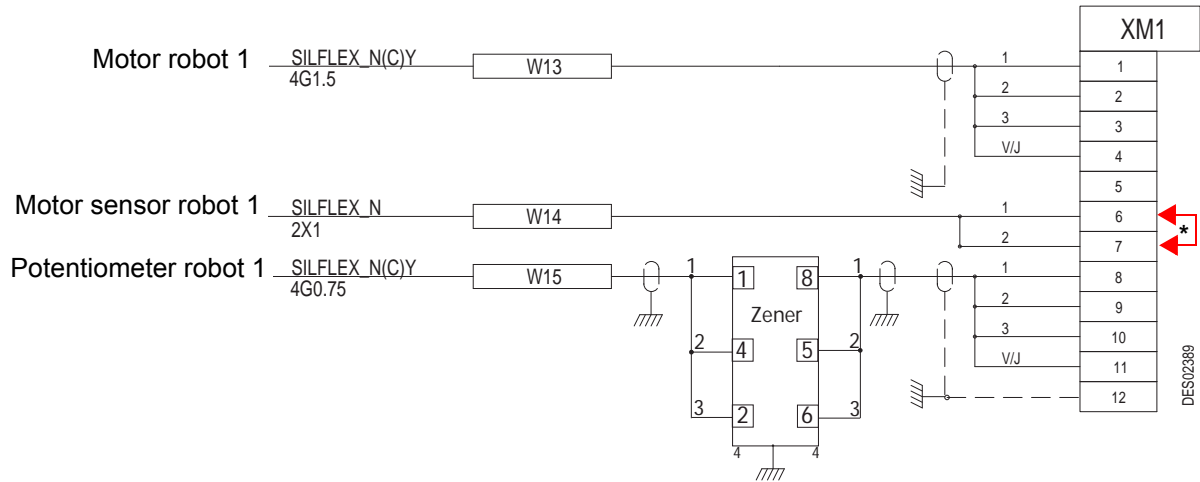 XM1
Motor robot 1 SILFLEX_N(C)Y W13 1 1
4G1.5
2 2
3 3
V/J 4
5
Motor sensor robot 1 SILFLEX_N W14 1 6
2X1
*
2 7
Potentiometer robot 1 SILFLEX_N(C)Y W15 1 1 8 1 1 8
4G0.75
2 9
Zener
3 10
2 4 5 2
V/J 11
12
3 2 6 3
4 4
DES02389